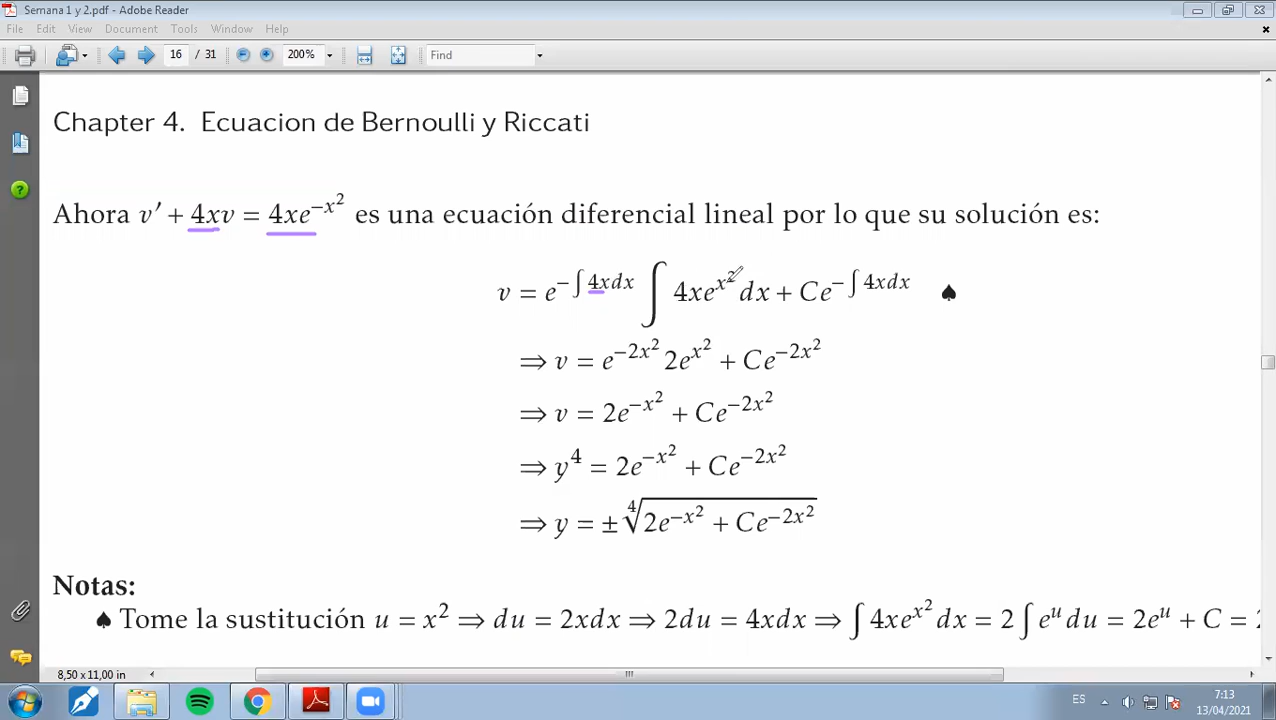 Semana 1 y 2.pdf - Adobe Reader
File Edit View Document Tools Window Help
16 / 31 200% Find
Chapter 4. Ecuacion de Bernoulli y Riccati
Ahora v′ + 4xv = 4xe^{−x²} es una ecuación diferencial lineal por lo que su solución es:
v = e^{−∫4xdx} ∫ 4xe^{x²} dx + Ce^{−∫4xdx} ♠
⇒ v = e^{−2x²} 2e^{x²} + Ce^{−2x²}
⇒ v = 2e^{−x²} + Ce^{−2x²}
⇒ y⁴ = 2e^{−x²} + Ce^{−2x²}
⇒ y = ± ∜(2e^{−x²} + Ce^{−2x²})
Notas:
♠ Tome la sustitución u = x² ⇒ du = 2xdx ⇒ 2du = 4xdx ⇒ ∫ 4xe^{x²} dx = 2 ∫ e^u du = 2e^u + C =
8,50 x 11,00 in
ES 7:13
13/04/2021